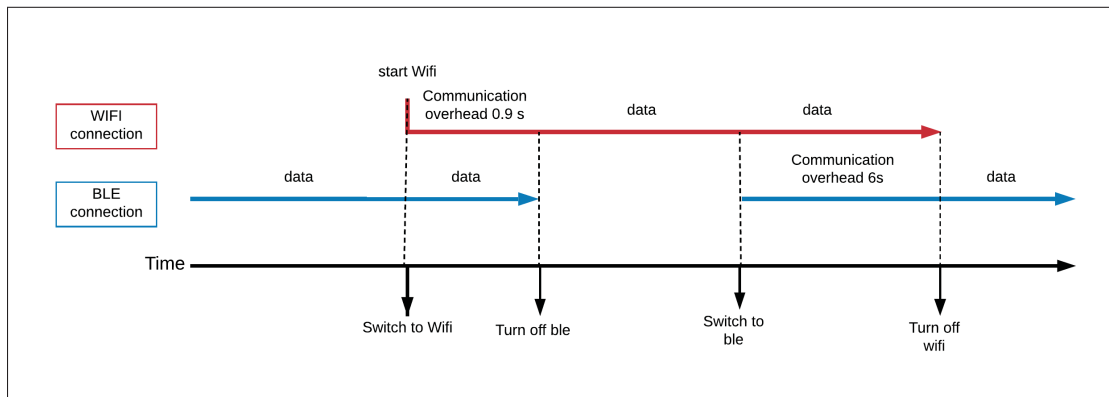 start Wifi
WIFI
connection
Communication
overhead 0.9 s
data
data
BLE
connection
data
data
Communication
overhead 6s
data
Time
Switch to Wifi
Turn off ble
Switch to
ble
Turn off
wifi